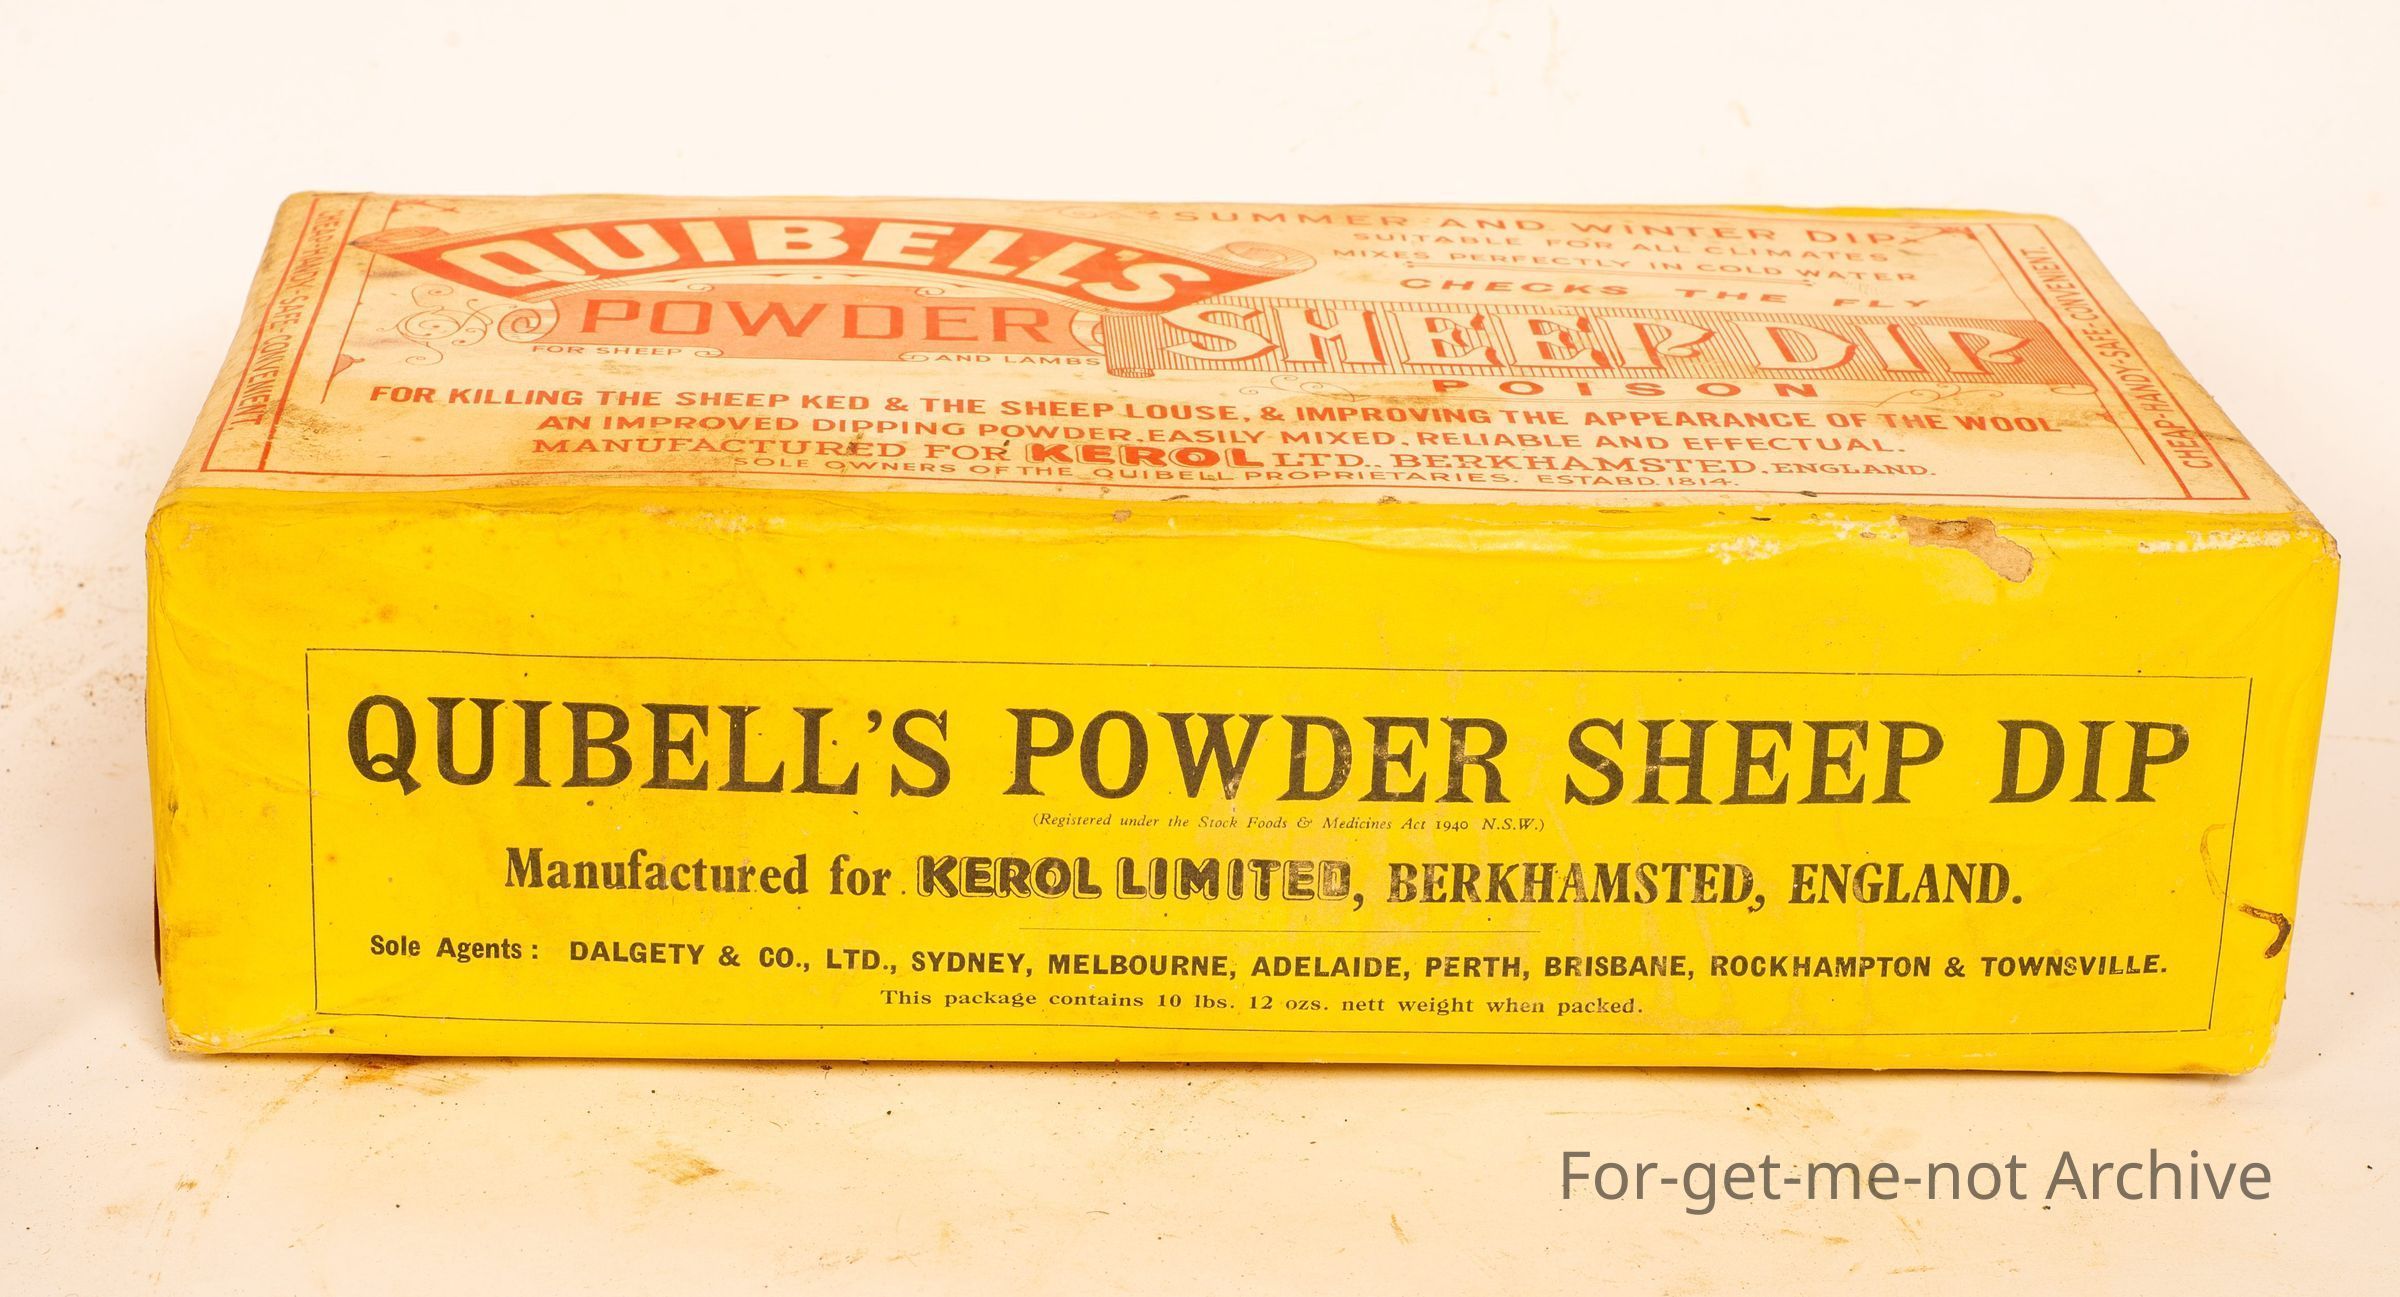 QUIBELL'S
POWDER
FOR SHEEP AND LAMBS
SUMMER AND WINTER DIP
SUITABLE FOR ALL CLIMATES
MIXES PERFECTLY IN COLD WATER
CHECKS THE FLY
SHEEP DIP
POISON
FOR KILLING THE SHEEP KED & THE SHEEP LOUSE, & IMPROVING THE APPEARANCE OF THE WOOL
AN IMPROVED DIPPING POWDER, EASILY MIXED, RELIABLE AND EFFECTUAL.
MANUFACTURED FOR KEROL LTD., BERKHAMSTED, ENGLAND.
SOLE OWNERS OF THE QUIBELL PROPRIETARIES. ESTABD. 1814.
CHEAP-HANDY-SAFE-CONVENIENT
CHEAP-HANDY-SAFE-CONVENIENT.
QUIBELL'S POWDER SHEEP DIP
(Registered under the Stock Foods & Medicines Act 1940 N.S.W.)
Manufactured for KEROL LIMITED, BERKHAMSTED, ENGLAND.
Sole Agents: DALGETY & CO., LTD., SYDNEY, MELBOURNE, ADELAIDE, PERTH, BRISBANE, ROCKHAMPTON & TOWNSVILLE.
This package contains 10 lbs. 12 ozs. nett weight when packed.
For-get-me-not Archive